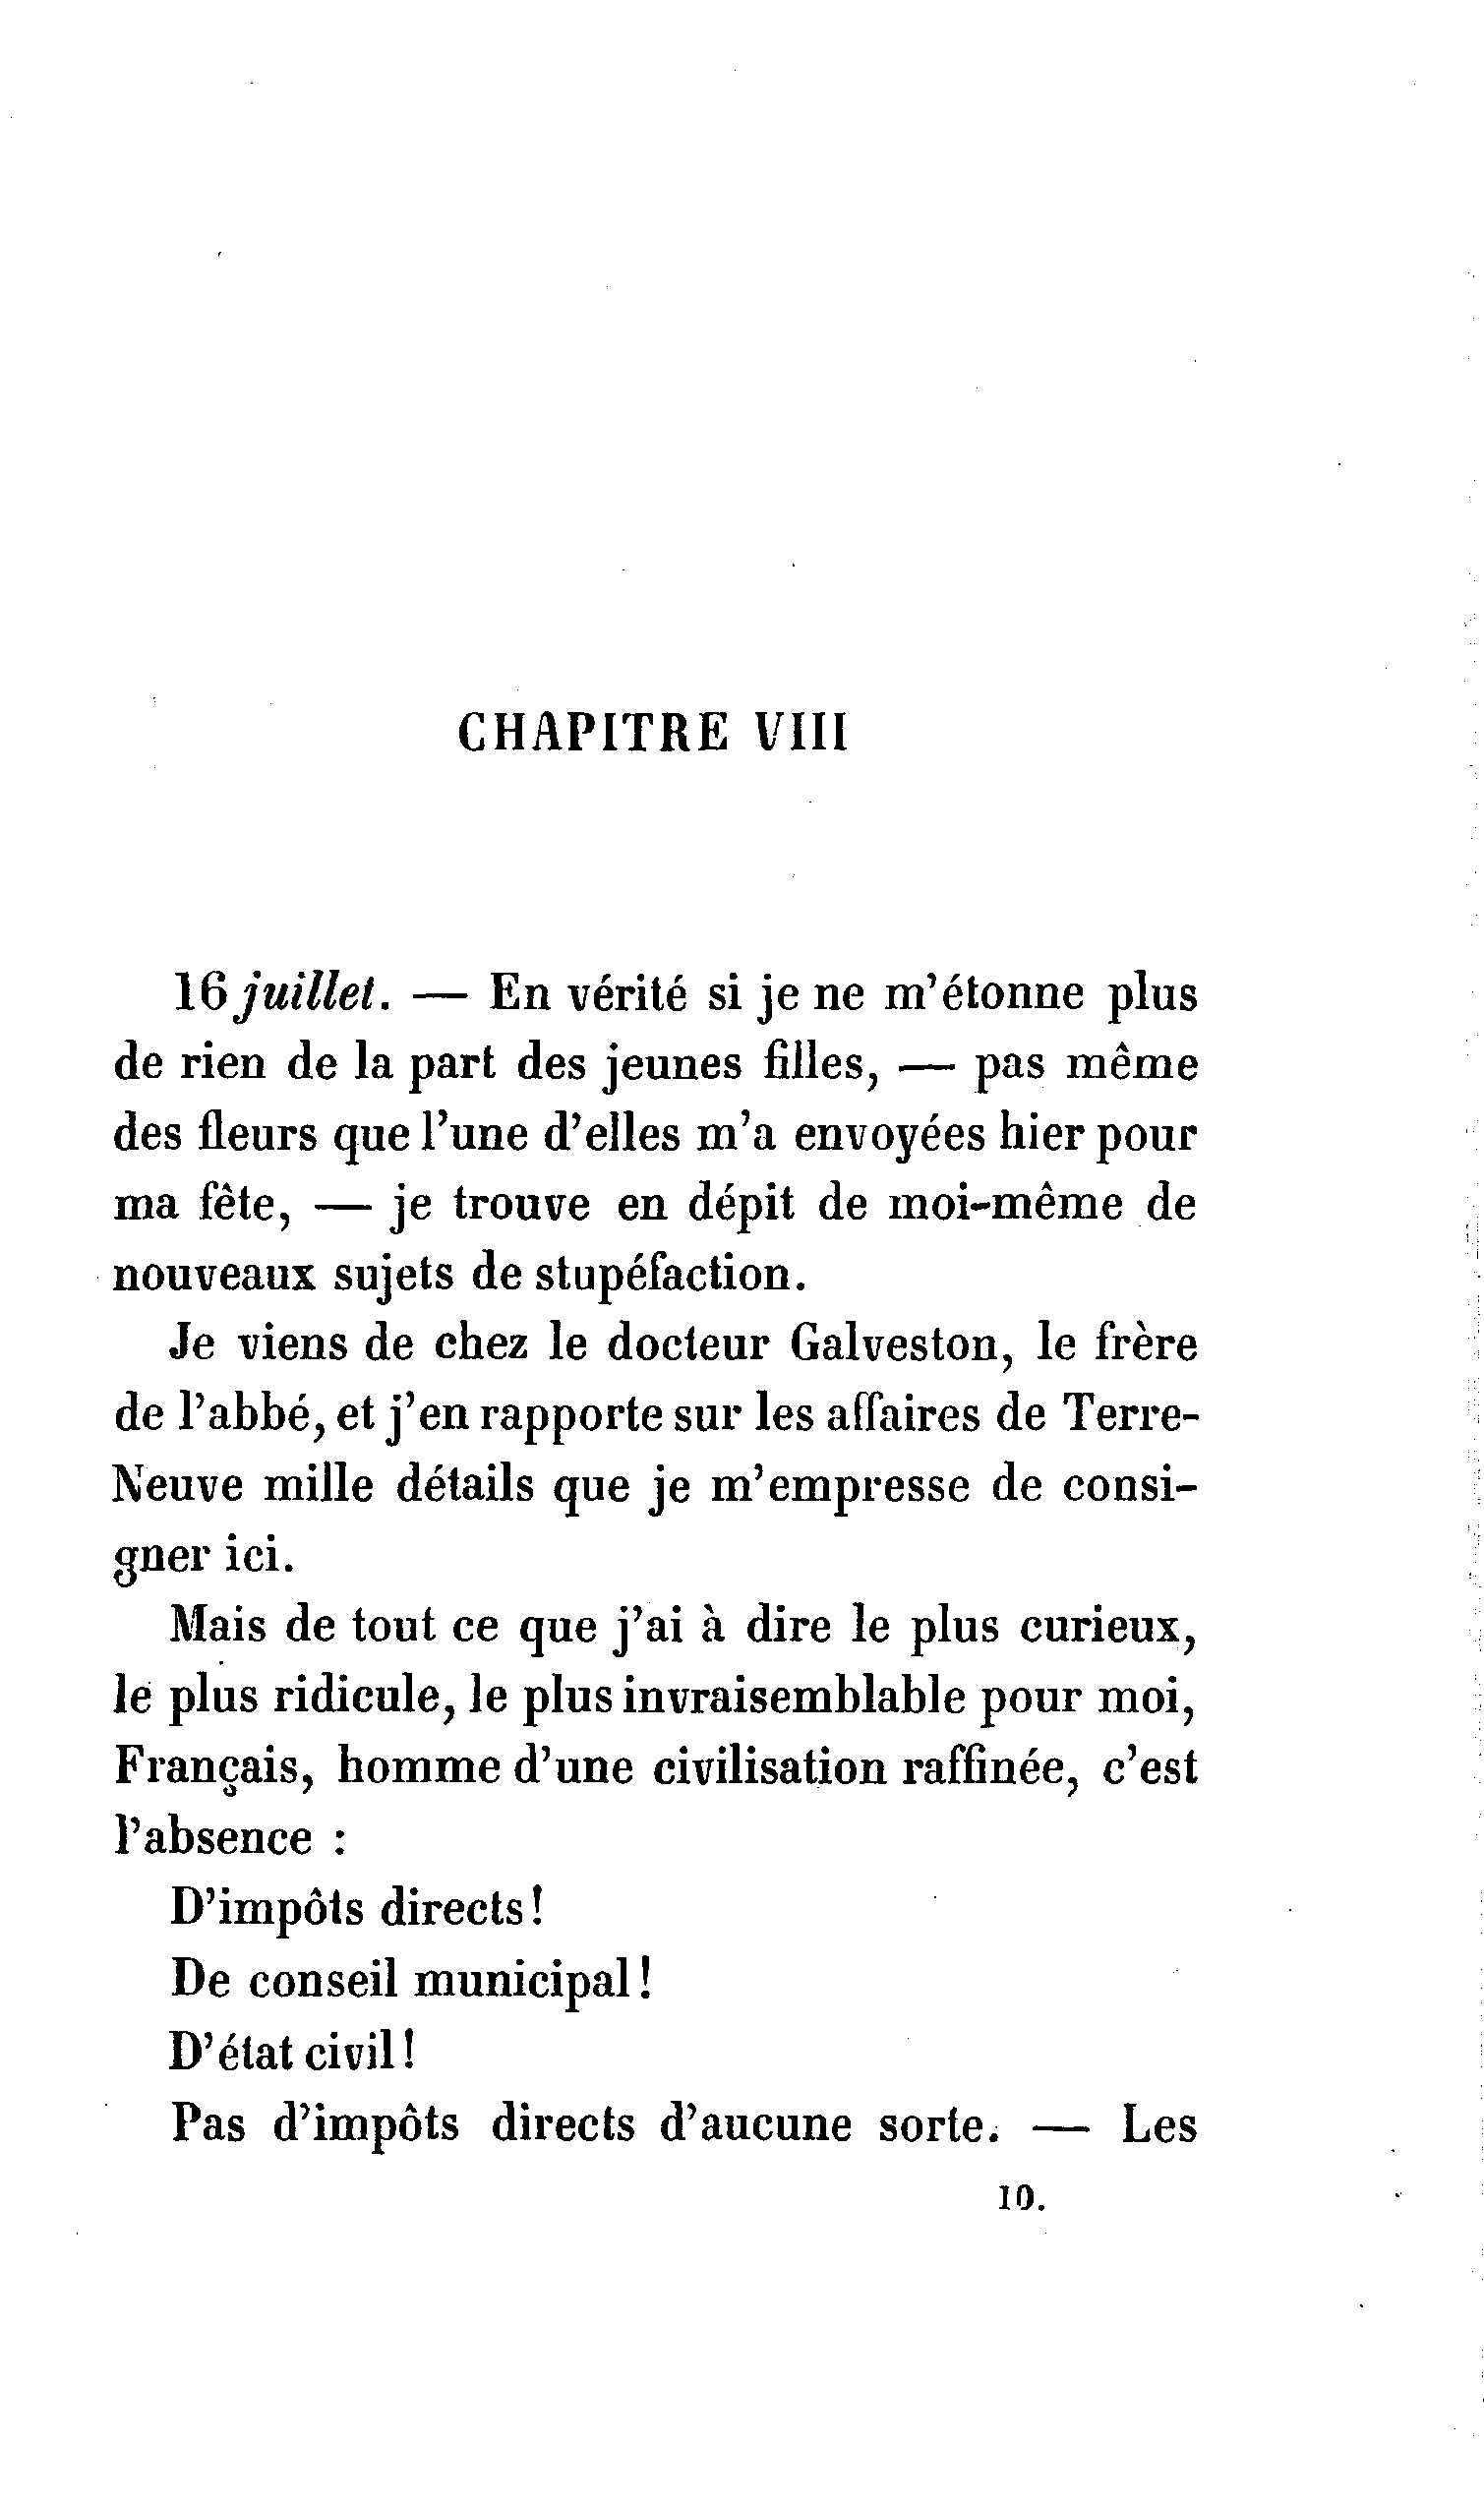 CHAPITRE VIII
16 juillet. — En vérité si je ne m'étonne plus
de rien de la part des jeunes filles, — pas même
des fleurs que l'une d'elles m'a envoyées hier pour
ma fête, — je trouve en dépit de moi-même de
nouveaux sujets de stupéfaction.
Je viens de chez le docteur Galveston, le frère
de l'abbé, et j'en rapporte sur les affaires de Terre-
Neuve mille détails que je m'empresse de consi-
gner ici.
Mais de tout ce que j'ai à dire le plus curieux,
le plus ridicule, le plus invraisemblable pour moi,
Français, homme d'une civilisation raffinée, c'est
l'absence :
D'impôts directs!
De conseil municipal!
D'état civil!
Pas d'impôts directs d'aucune sorte. — Les
10.